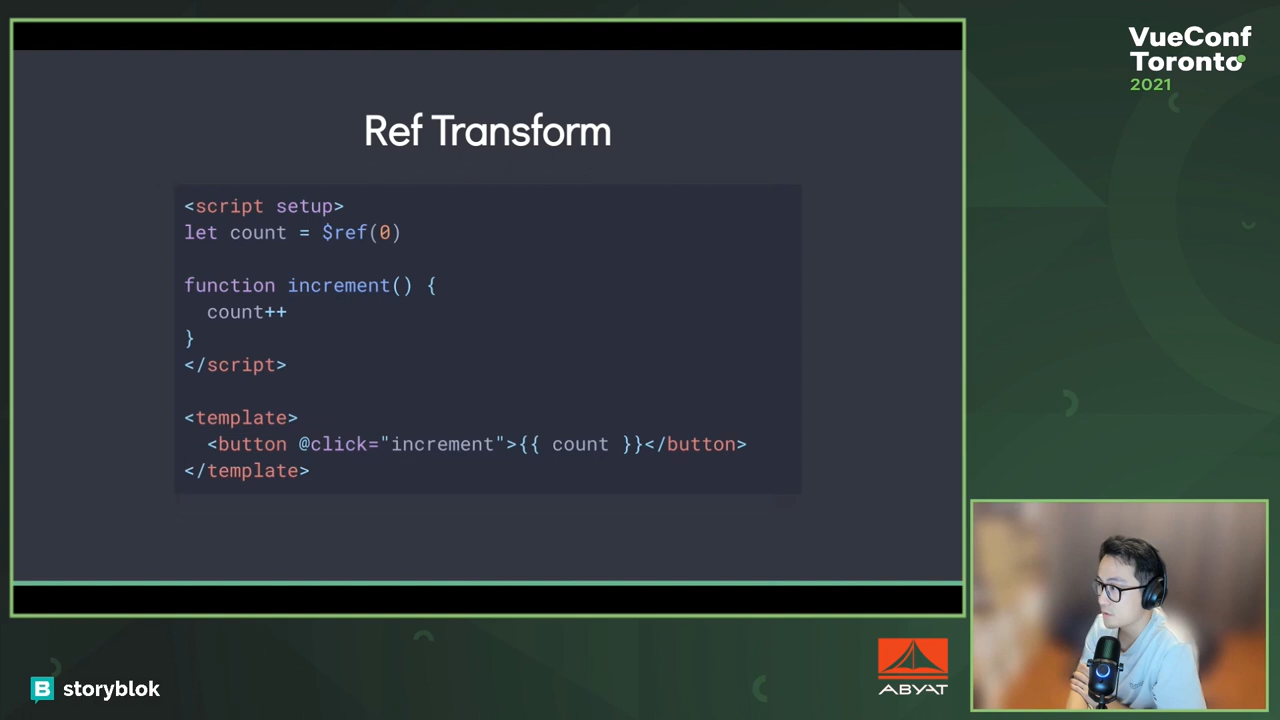 VueConf
Toronto
2021
Ref Transform
<script setup>
let count = $ref(0)
function increment() {
  count++
}
</script>
<template>
  <button @click="increment">{{ count }}</button>
</template>
B storyblok
ABYAT